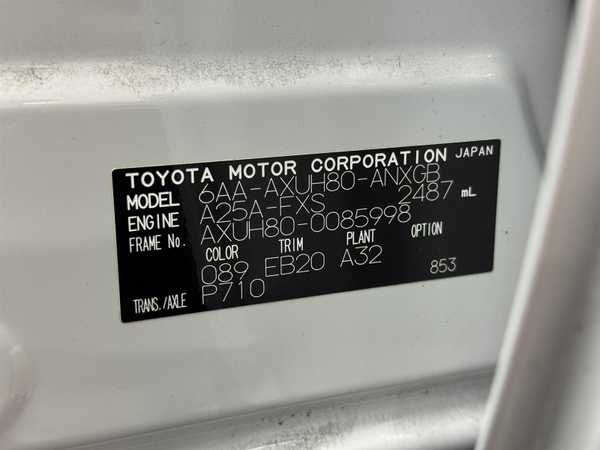 TOYOTA MOTOR CORPORATION JAPAN
MODEL 6AA-AXUH80-ANXGB
ENGINE A25A-FXS 2487 mL
FRAME No. AXUH80-0085998
COLOR TRIM PLANT OPTION
089 EB20 A32 853
TRANS./AXLE P710